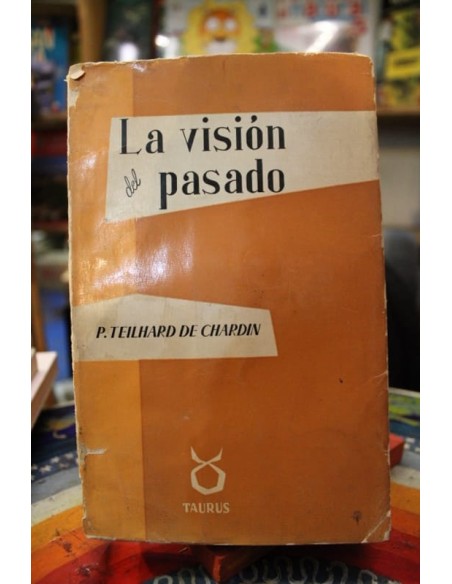 La visión
del pasado
P. TEILHARD DE CHARDIN
TAURUS